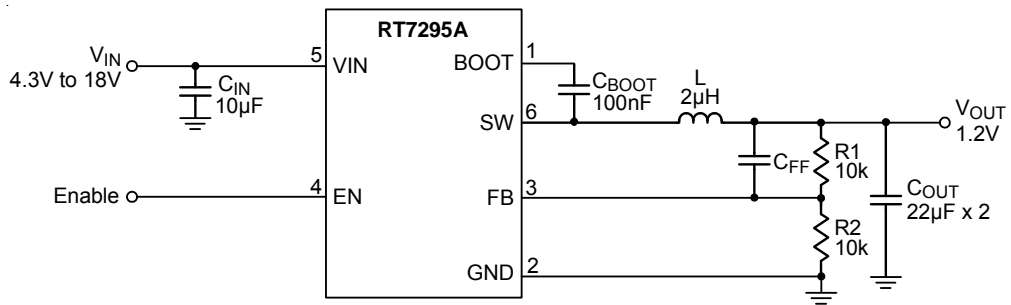 RT7295A
VIN
4.3V to 18V
5
VIN
CIN
10µF
BOOT
1
CBOOT
100nF
L
2µH
SW
6
VOUT
1.2V
CFF
R1
10k
Enable
4
EN
FB
3
COUT
22µF x 2
R2
10k
GND
2